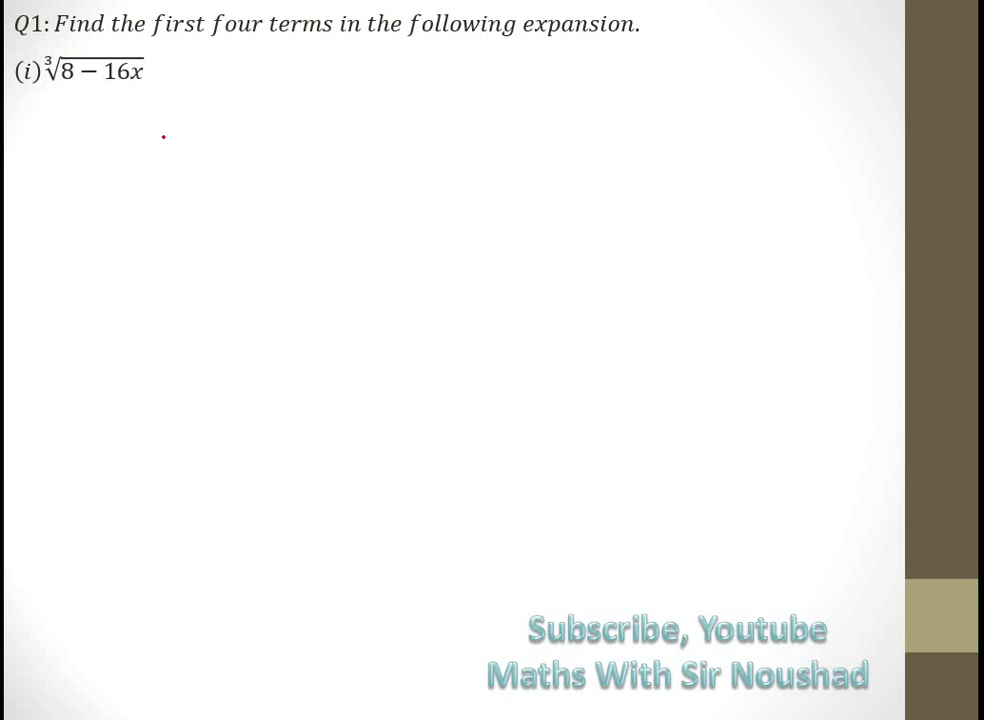 Q1: Find the first four terms in the following expansion.
(i) ∛(8 − 16x)
Subscribe, Youtube
Maths With Sir Noushad